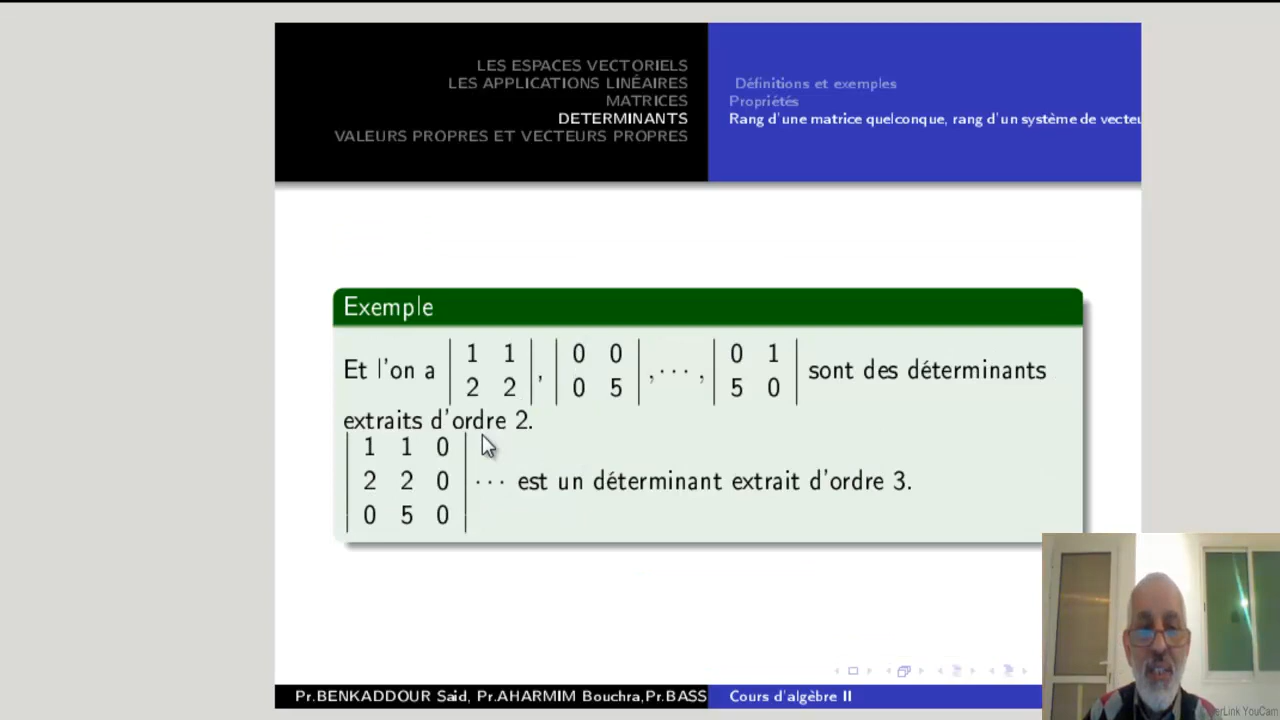 LES ESPACES VECTORIELS
LES APPLICATIONS LINÉAIRES
MATRICES
DETERMINANTS
VALEURS PROPRES ET VECTEURS PROPRES
Définitions et exemples
Propriétés
Rang d'une matrice quelconque, rang d'un système de vecteu
Exemple
Et l'on a | 1 1 ; 2 2 |, | 0 0 ; 0 5 |, ⋯ , | 0 1 ; 5 0 | sont des déterminants
extraits d'ordre 2.
| 1 1 0 ; 2 2 0 ; 0 5 0 | ⋯ est un déterminant extrait d'ordre 3.
Pr.BENKADDOUR Said, Pr.AHARMIM Bouchra,Pr.BASS
Cours d'algèbre II
YouCam